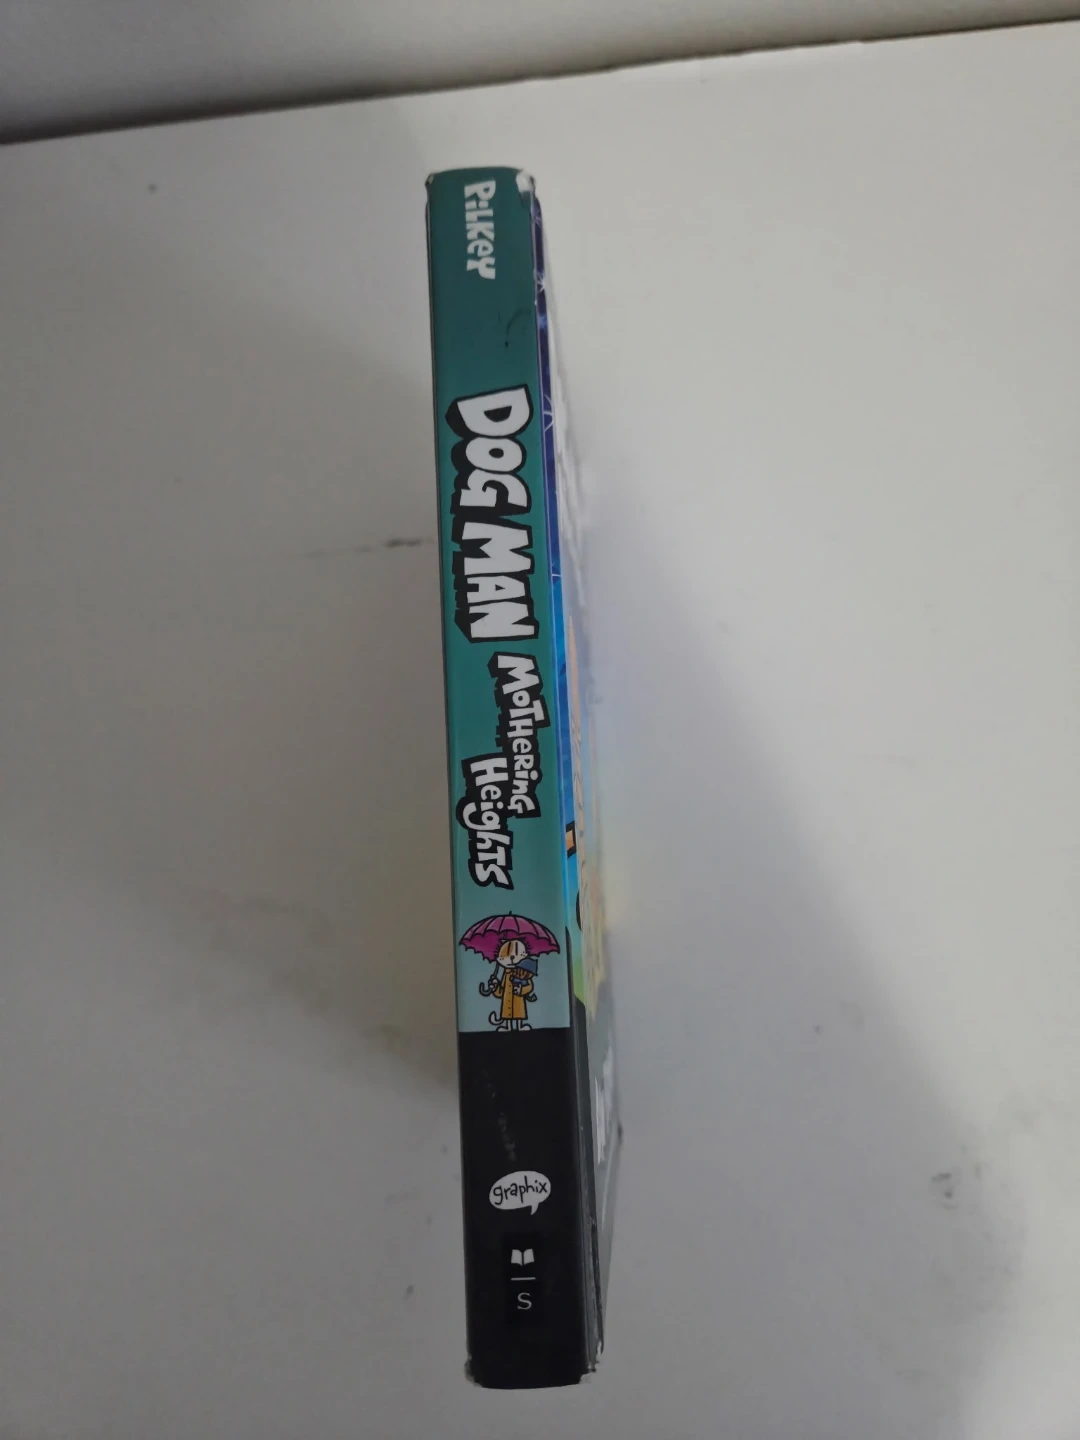 PiLKEY
DOG MAN
MOTHERiNG
HeighTS
graphix
S